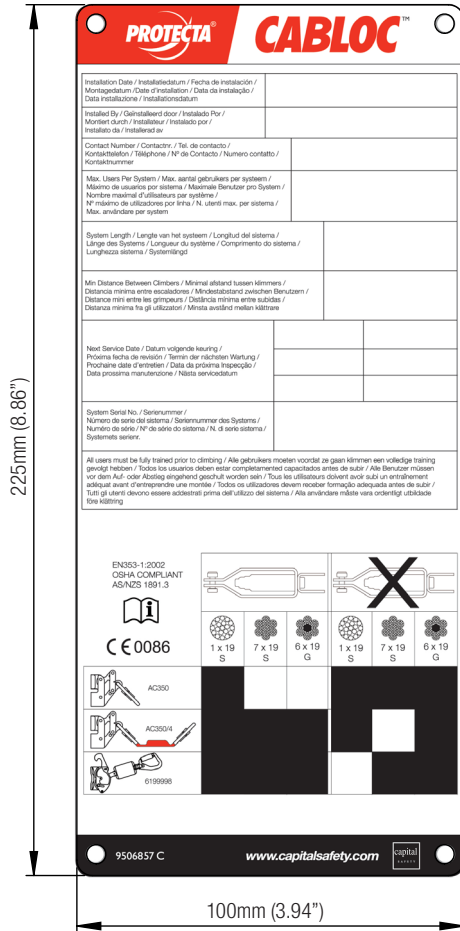 PROTECTA®
CABLOC™
Installation Date / Installatiedatum / Fecha de instalación /
Montagedatum /Date d'installation / Data da instalação /
Data installazione / Installationsdatum
Installed By / Geïnstalleerd door / Instalado Por /
Montiert durch / Installateur / Instalado por /
Installato da / Installerad av
Contact Number / Contactnr. / Tel. de contacto /
Kontakttelefon / Téléphone / Nº de Contacto / Numero contatto /
Kontaktnummer
Max. Users Per System / Max. aantal gebruikers per systeem /
Máximo de usuarios por sistema / Maximale Benutzer pro System /
Nombre maximal d'utilisateurs par système /
Nº máximo de utilizadores por linha / N. utenti max. per sistema /
Max. användare per system
System Length / Lengte van het systeem / Longitud del sistema /
Länge des Systems / Longueur du système / Comprimento do sistema /
Lunghezza sistema / Systemlängd
Min Distance Between Climbers / Minimal afstand tussen klimmers /
Distancia minima entre escaladores / Mindestabstand zwischen Benutzern /
Distance mini entre les grimpeurs / Distância mínima entre subidas /
Distanza minima fra gli utilizzatori / Minsta avstånd mellan klättrare
Next Service Date / Datum volgende keuring /
Próxima fecha de revisión / Termin der nächsten Wartung /
Prochaine date d'entretien / Data da próxima Inspecção /
Data prossima manutenzione / Nästa servicedatum
System Serial No. / Serienummer /
Número de serie del sistema / Seriennummer des Systems /
Numéro de série / Nº de série do sistema / N. di serie sistema /
Systemets serienr.
All users must be fully trained prior to climbing / Alle gebruikers moeten voordat ze gaan klimmen een volledige training
gevolgt hebben / Todos los usuarios deben estar completamented capacitados antes de subir / Alle Benutzer müssen
vor dem Auf- oder Abstieg eingehend geschult worden sein / Tous les utilisateurs doivent avoir subi un entraînement
adéquat avant d'entreprendre une montée / Todos os utilizadores devem receber formação adequada antes de subir /
Tutti gli utenti devono essere addestrati prima dell'utilizzo del sistema / Alla användare måste vara ordentligt utbildade
före klättring
EN353-1:2002
OSHA COMPLIANT
AS/NZS 1891.3
i
CE0086
1 x 19 7 x 19 6 x 19 1 x 19 7 x 19 6 x 19
S S G S S G
AC350
AC350/4
6199998
9506857 C
www.capitalsafety.com
capital
SAFETY
225mm (8.86”)
100mm (3.94”)